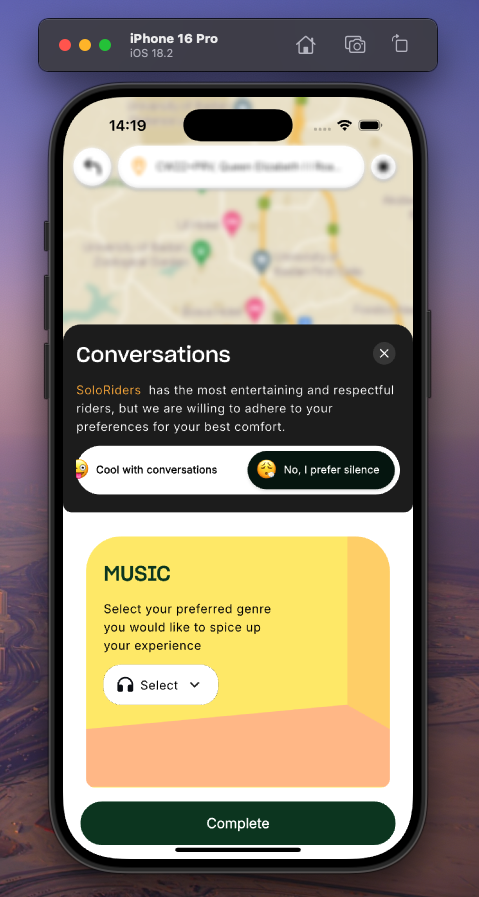 iPhone 16 Pro
iOS 18.2
14:19
Conversations
SoloRiders has the most entertaining and respectful
riders, but we are willing to adhere to your
preferences for your best comfort.
Cool with conversations
No, I prefer silence
MUSIC
Select your preferred genre
you would like to spice up
your experience
Select
Complete